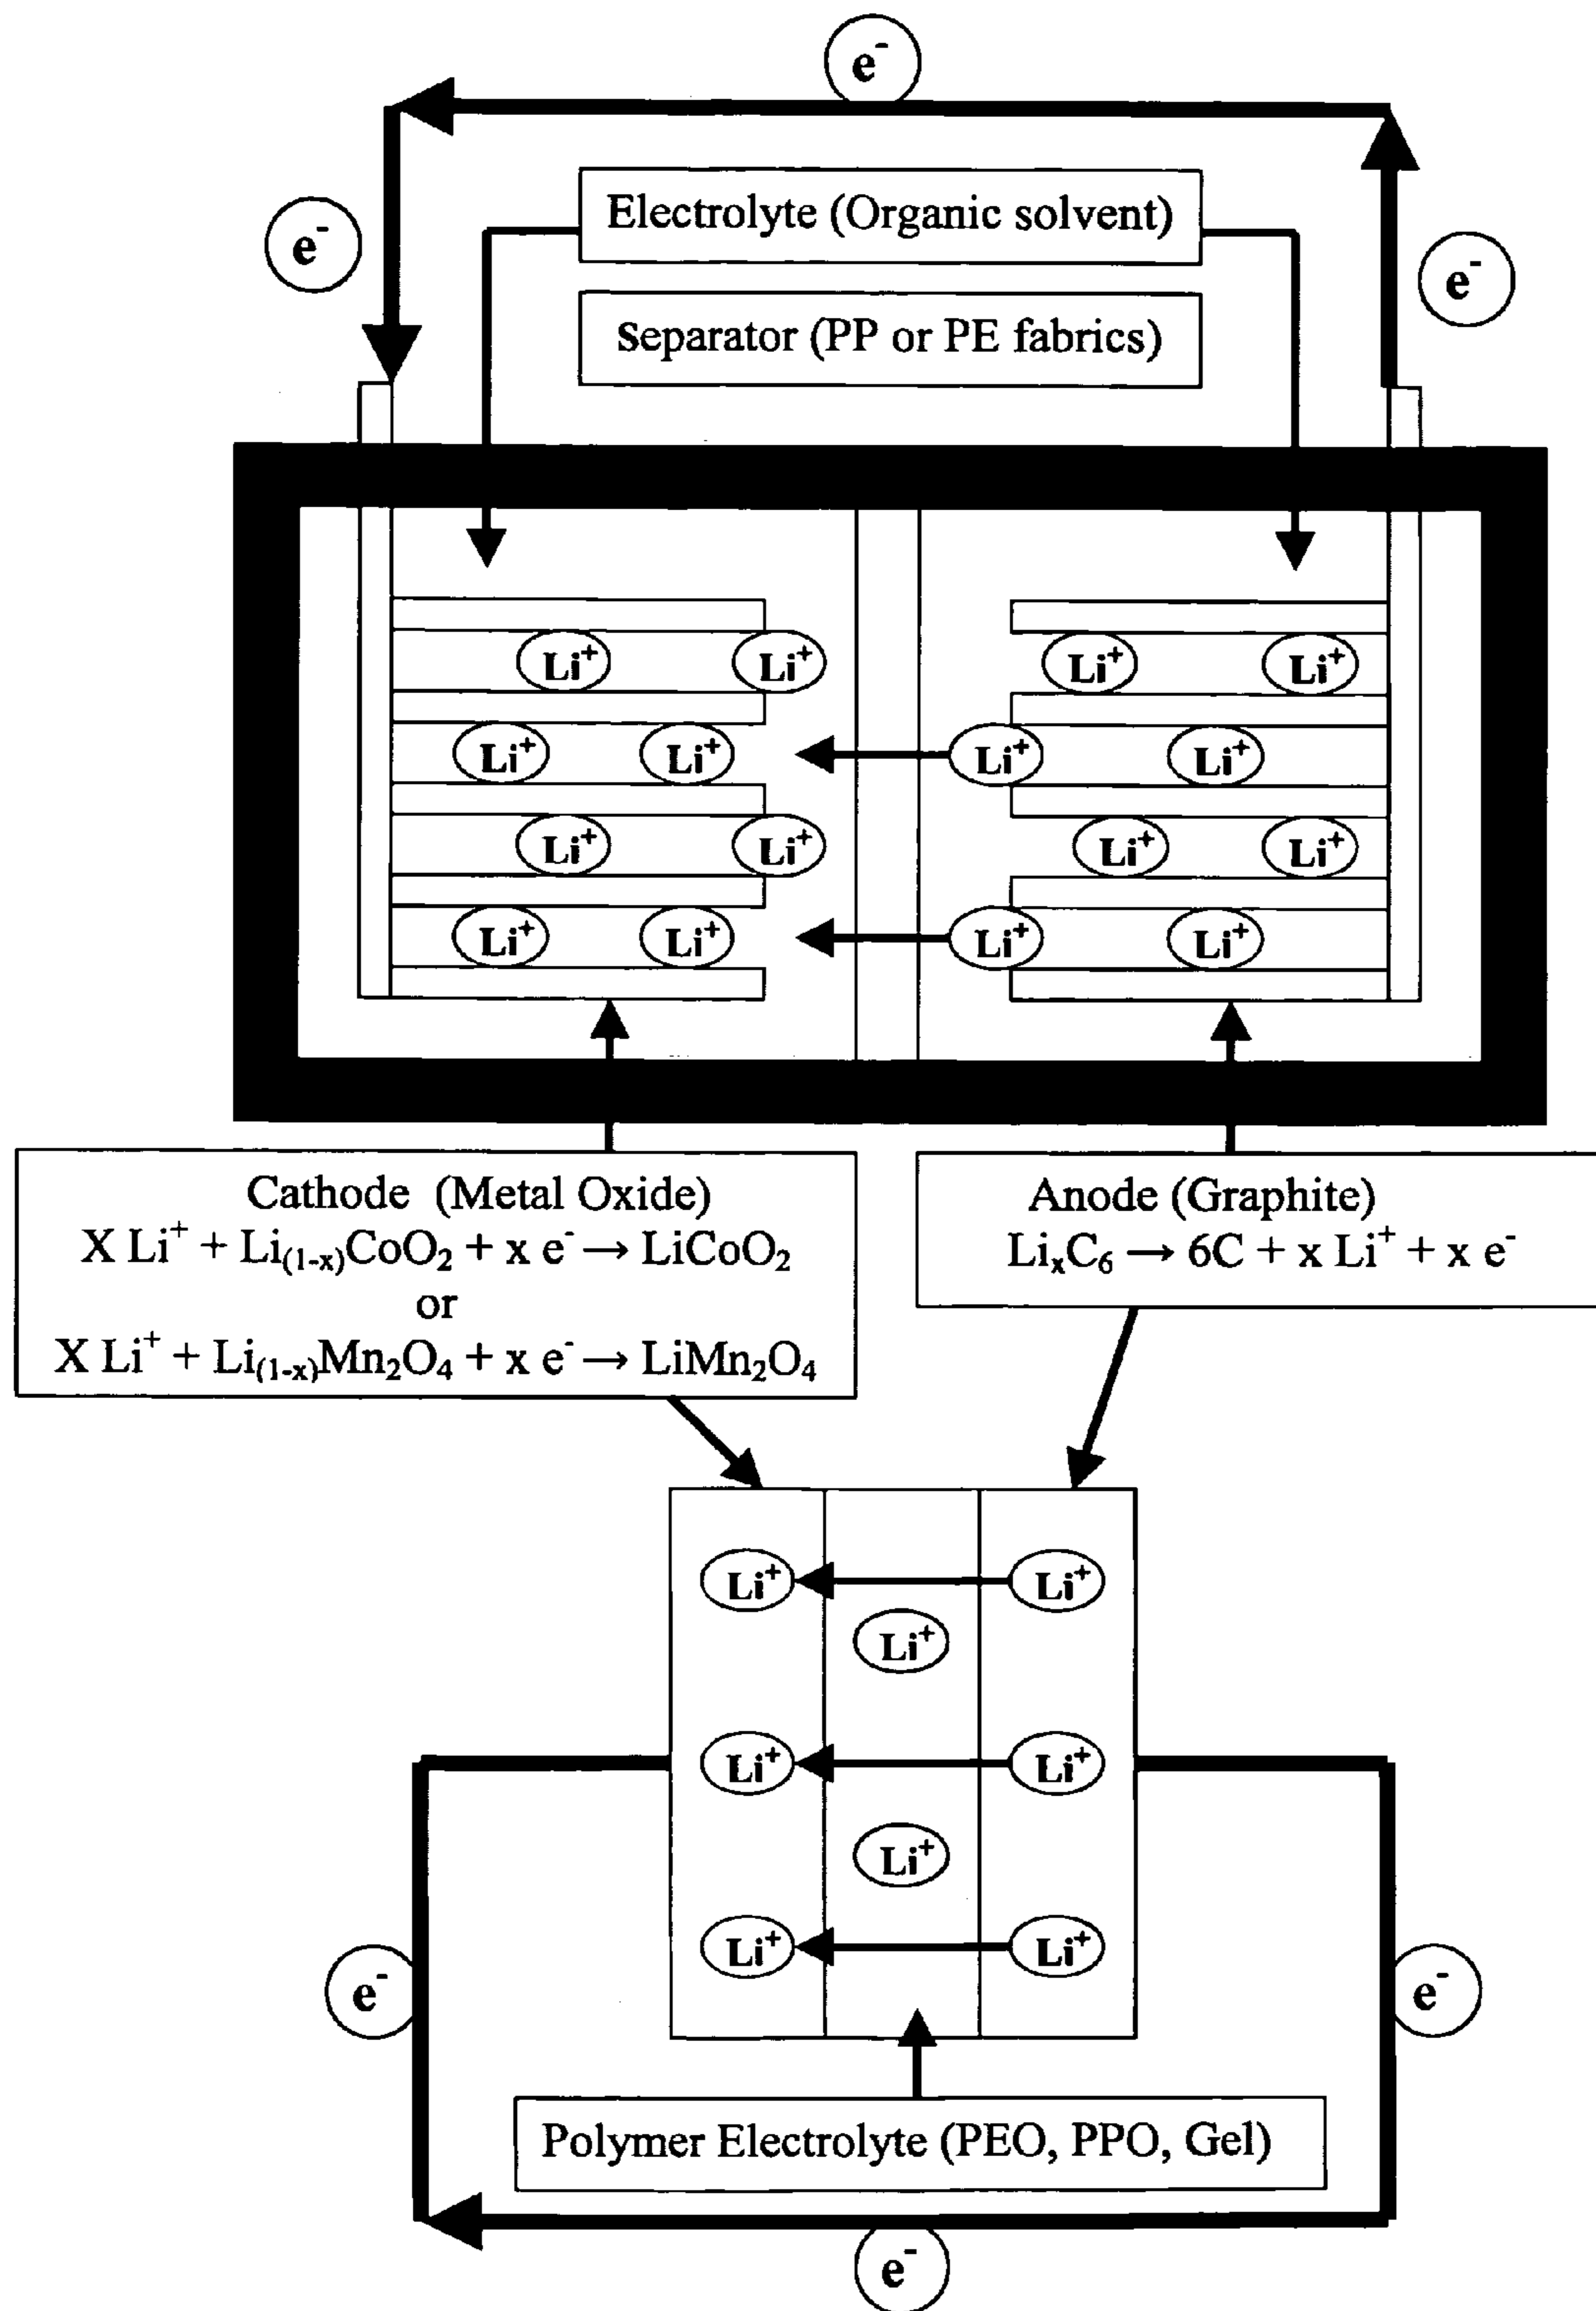 e⁻
e⁻
e⁻
Electrolyte (Organic solvent)
Separator (PP or PE fabrics)
Li⁺ Li⁺ Li⁺ Li⁺
Li⁺ Li⁺ Li⁺ Li⁺
Li⁺ Li⁺ Li⁺ Li⁺
Li⁺ Li⁺ Li⁺ Li⁺
Cathode (Metal Oxide)
X Li⁺ + Li₍₁₋ₓ₎CoO₂ + x e⁻ → LiCoO₂
or
X Li⁺ + Li₍₁₋ₓ₎Mn₂O₄ + x e⁻ → LiMn₂O₄
Anode (Graphite)
LiₓC₆ → 6C + x Li⁺ + x e⁻
Li⁺ Li⁺
Li⁺
Li⁺ Li⁺
Li⁺
Li⁺ Li⁺
e⁻ e⁻
Polymer Electrolyte (PEO, PPO, Gel)
e⁻